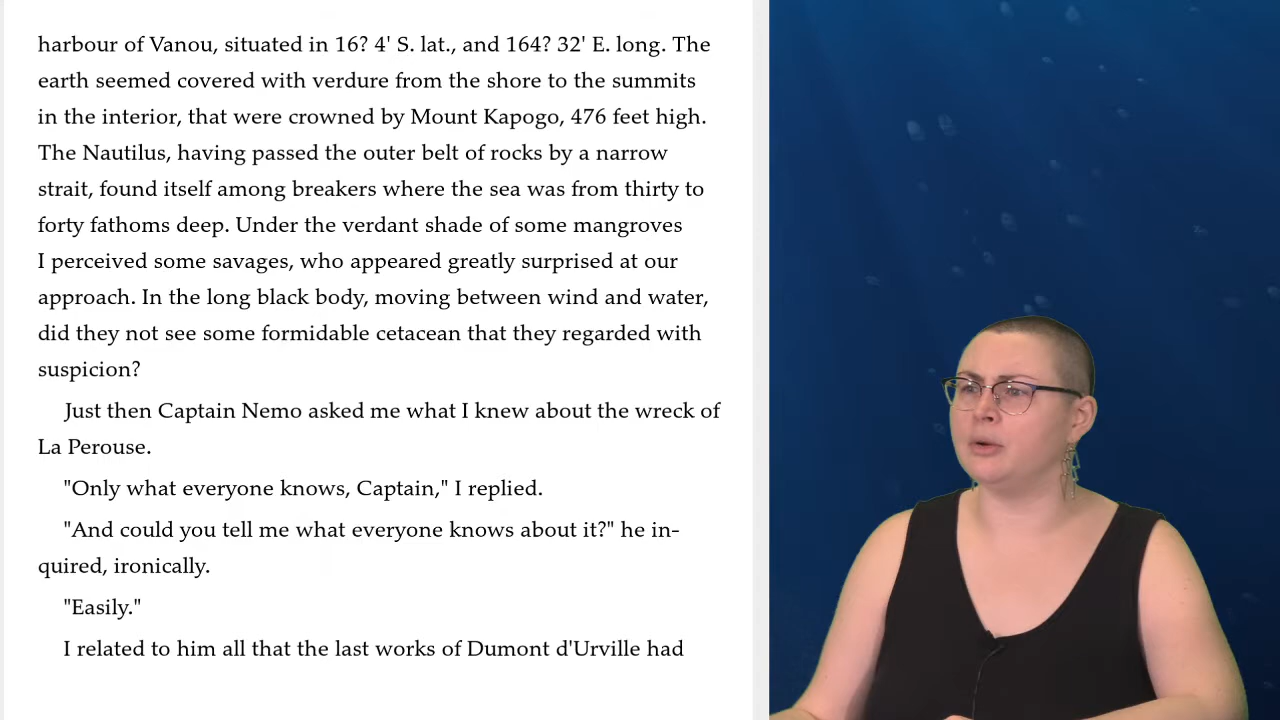 harbour of Vanou, situated in 16? 4' S. lat., and 164? 32' E. long. The
earth seemed covered with verdure from the shore to the summits
in the interior, that were crowned by Mount Kapogo, 476 feet high.
The Nautilus, having passed the outer belt of rocks by a narrow
strait, found itself among breakers where the sea was from thirty to
forty fathoms deep. Under the verdant shade of some mangroves
I perceived some savages, who appeared greatly surprised at our
approach. In the long black body, moving between wind and water,
did they not see some formidable cetacean that they regarded with
suspicion?
Just then Captain Nemo asked me what I knew about the wreck of
La Perouse.
"Only what everyone knows, Captain," I replied.
"And could you tell me what everyone knows about it?" he in-
quired, ironically.
"Easily."
I related to him all that the last works of Dumont d'Urville had